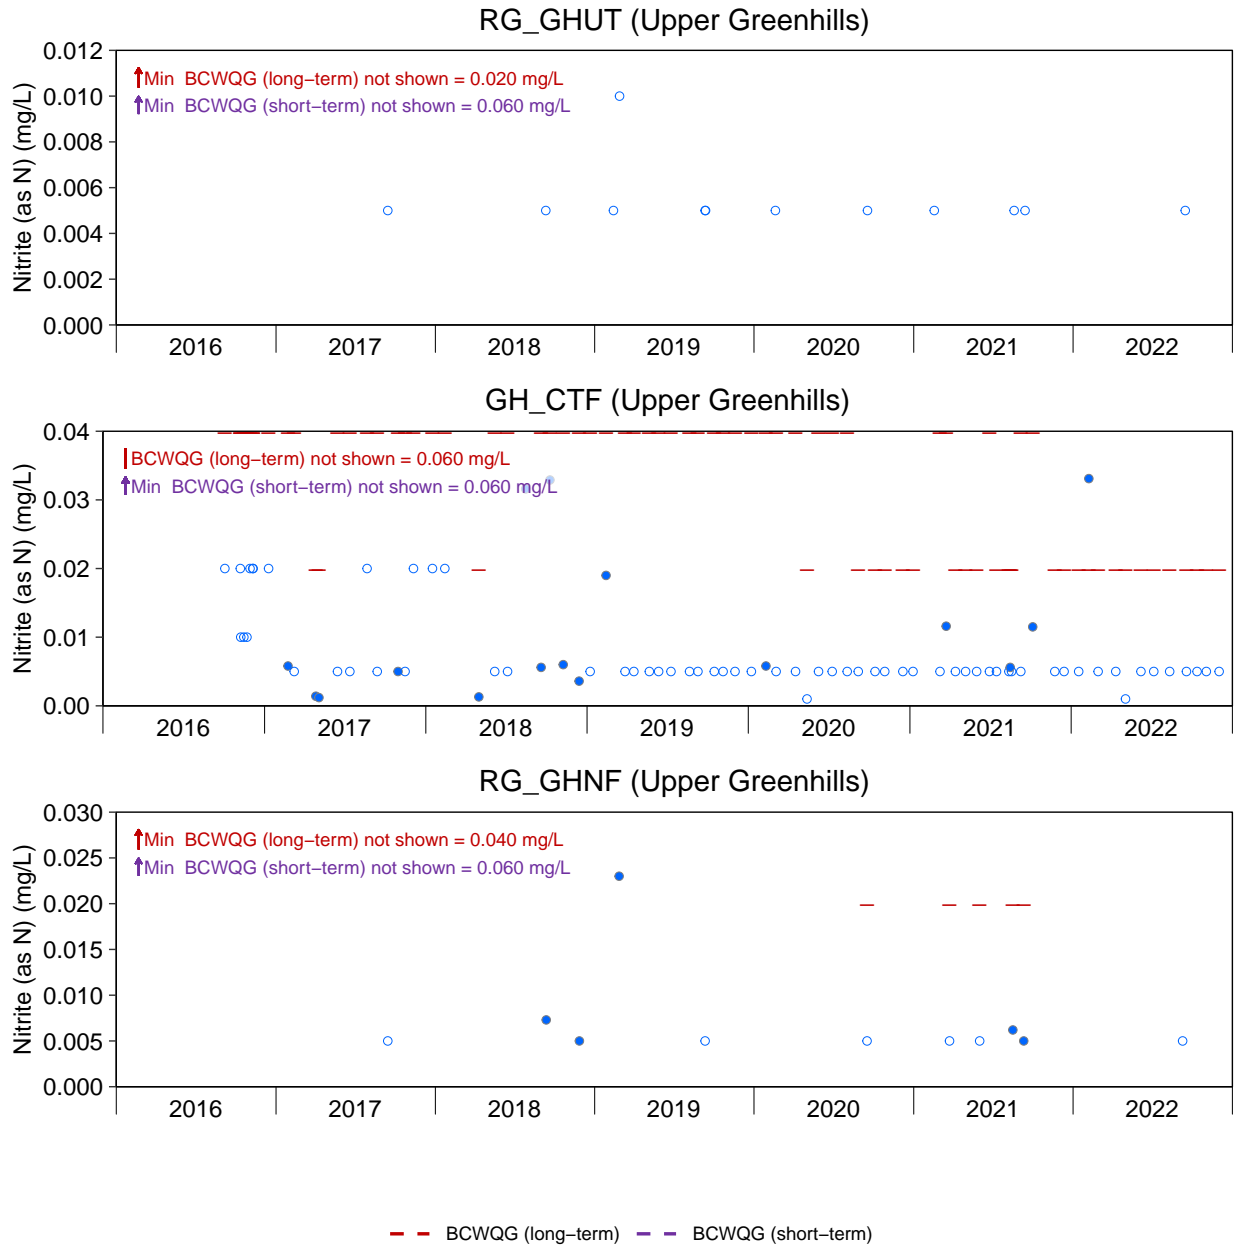 RG_GHUT (Upper Greenhills)
Nitrite (as N) (mg/L)
0.012
0.010
0.008
0.006
0.004
0.002
0.000
Min BCWQG (long−term) not shown = 0.020 mg/L
Min BCWQG (short−term) not shown = 0.060 mg/L
2016 2017 2018 2019 2020 2021 2022
GH_CTF (Upper Greenhills)
Nitrite (as N) (mg/L)
0.04
0.03
0.02
0.01
0.00
BCWQG (long−term) not shown = 0.060 mg/L
Min BCWQG (short−term) not shown = 0.060 mg/L
2016 2017 2018 2019 2020 2021 2022
RG_GHNF (Upper Greenhills)
Nitrite (as N) (mg/L)
0.030
0.025
0.020
0.015
0.010
0.005
0.000
Min BCWQG (long−term) not shown = 0.040 mg/L
Min BCWQG (short−term) not shown = 0.060 mg/L
2016 2017 2018 2019 2020 2021 2022
BCWQG (long−term) BCWQG (short−term)